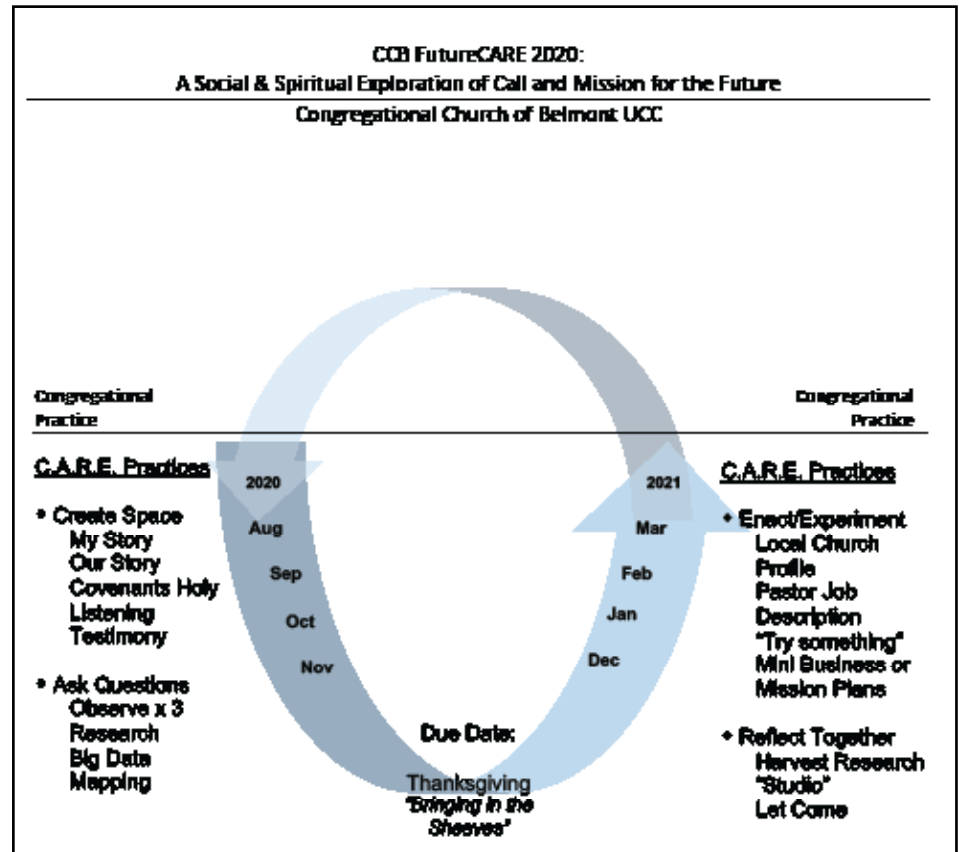 CCB FutureCARE 2020:
A Social & Spiritual Exploration of Call and Mission for the Future
Congregational Church of Belmont UCC
Congregational
Practice
C.A.R.E. Practices
• Create Space
My Story
Our Story
Covenants Holy
Listening
Testimony
• Ask Questions
Observe x 3
Research
Big Data
Mapping
2020
Aug
Sep
Oct
Nov
Due Date:
Thanksgiving
"Bringing in the
Sheaves"
2021
Mar
Feb
Jan
Dec
Congregational
Practice
C.A.R.E. Practices
• Enact/Experiment
Local Church
Profile
Pastor Job
Description
"Try something"
Mini Business or
Mission Plans
• Reflect Together
Harvest Research
"Studio"
Let Come